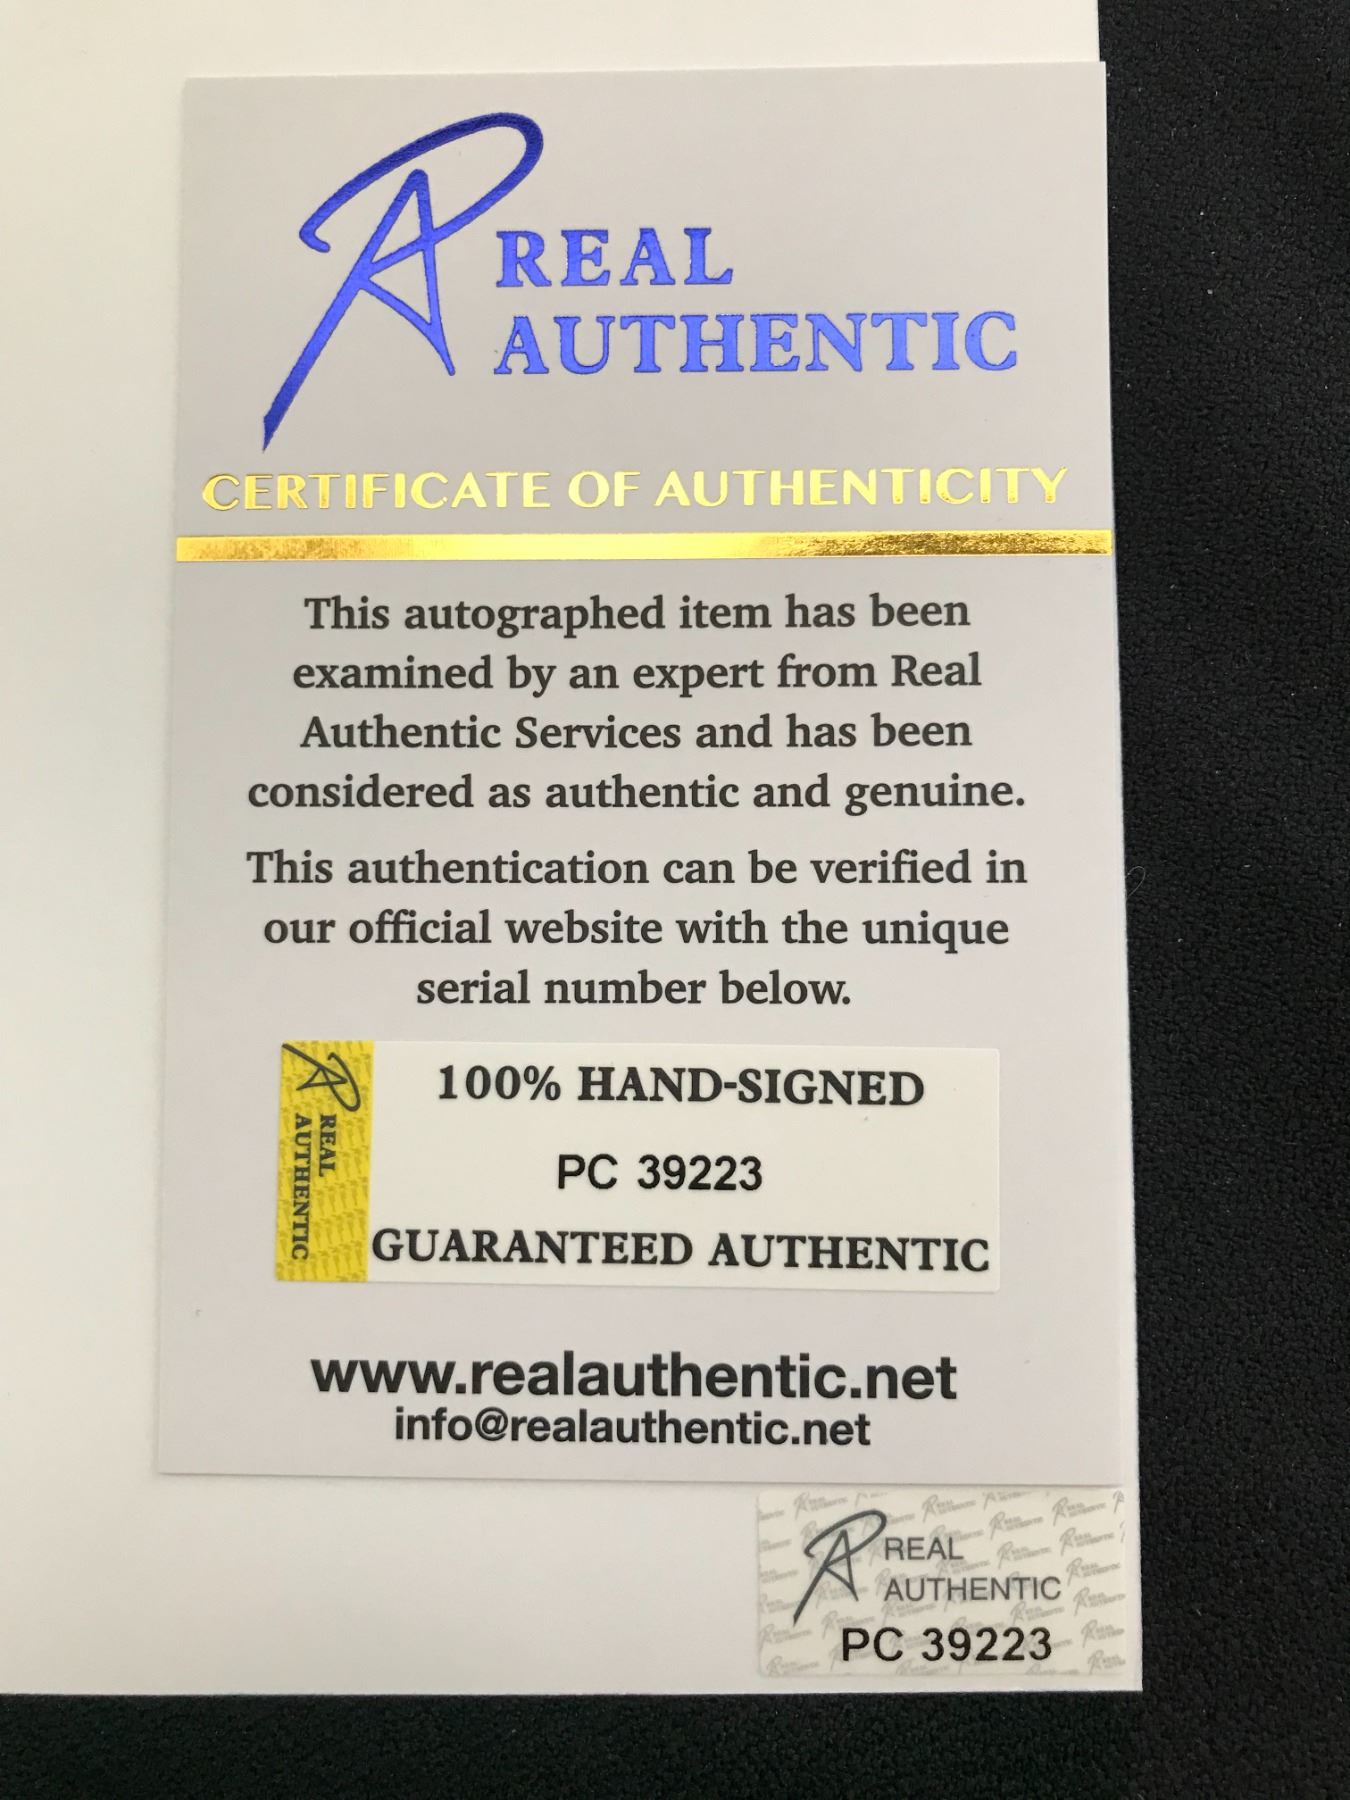 REAL
AUTHENTIC
CERTIFICATE OF AUTHENTICITY
This autographed item has been
examined by an expert from Real
Authentic Services and has been
considered as authentic and genuine.
This authentication can be verified in
our official website with the unique
serial number below.
REAL
AUTHENTIC
100% HAND-SIGNED
PC 39223
GUARANTEED AUTHENTIC
www.realauthentic.net
info@realauthentic.net
REAL
AUTHENTIC
PC 39223